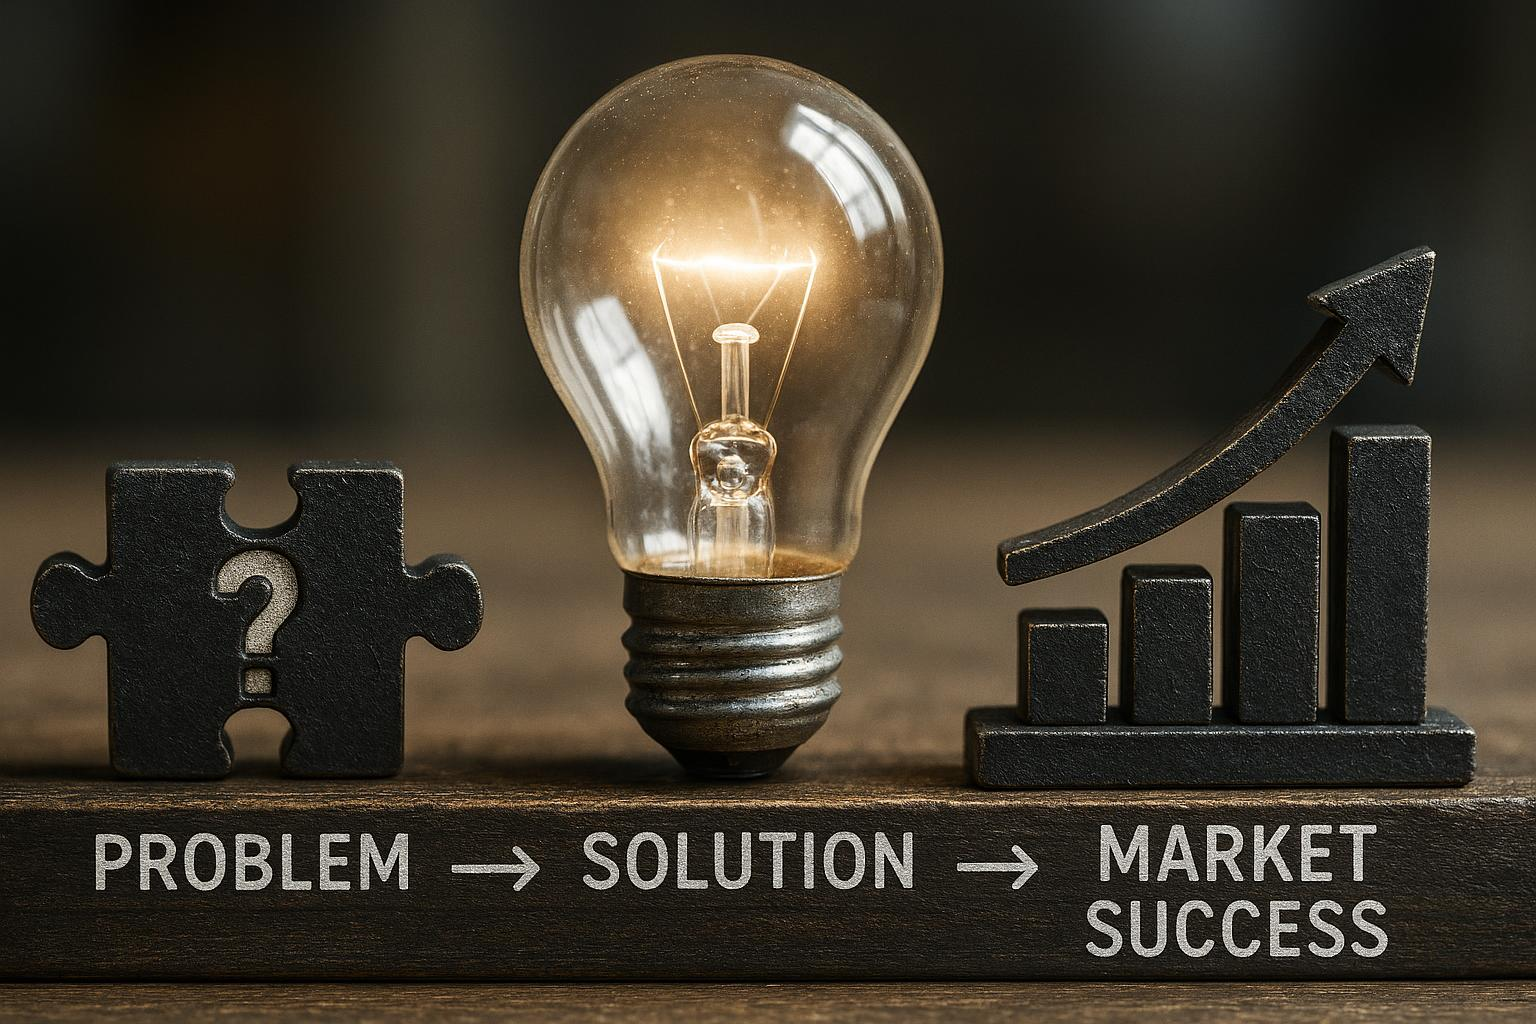 ?
PROBLEM → SOLUTION → MARKET
SUCCESS